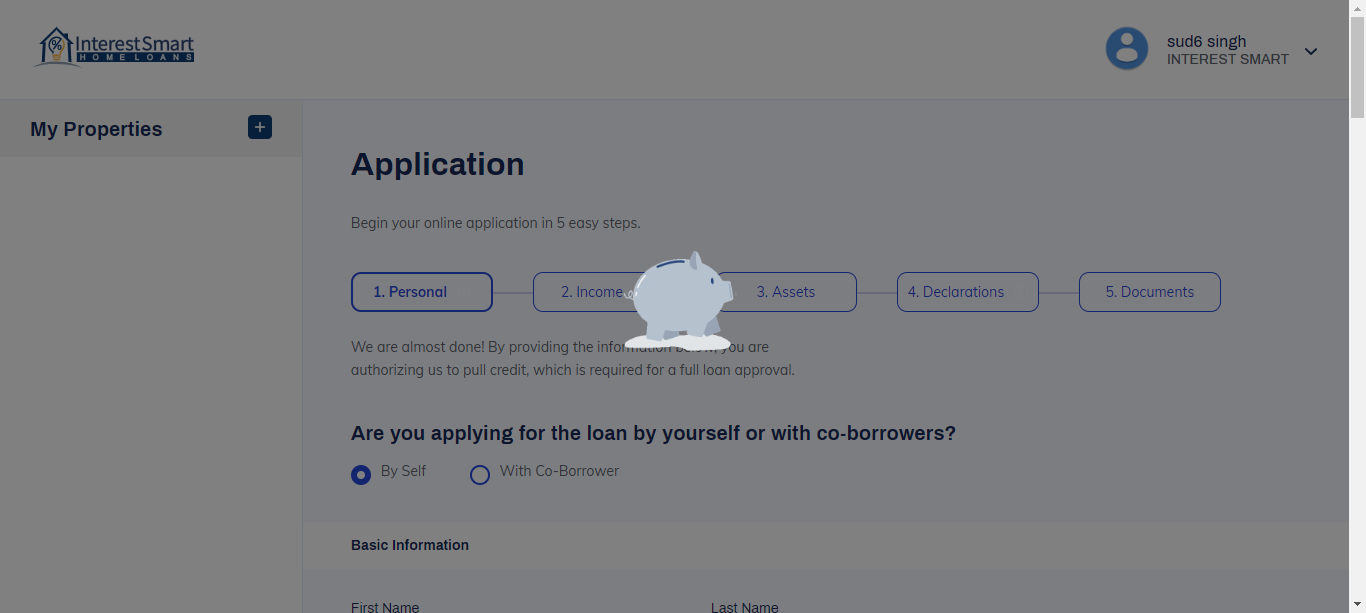 InterestSmart
HOME LOANS
sud6 singh
INTEREST SMART
My Properties
+
Application
Begin your online application in 5 easy steps.
1. Personal
2. Income
3. Assets
4. Declarations
5. Documents
We are almost done! By providing the information below, you are
authorizing us to pull credit, which is required for a full loan approval.
Are you applying for the loan by yourself or with co-borrowers?
By Self
With Co-Borrower
Basic Information
First Name
Last Name